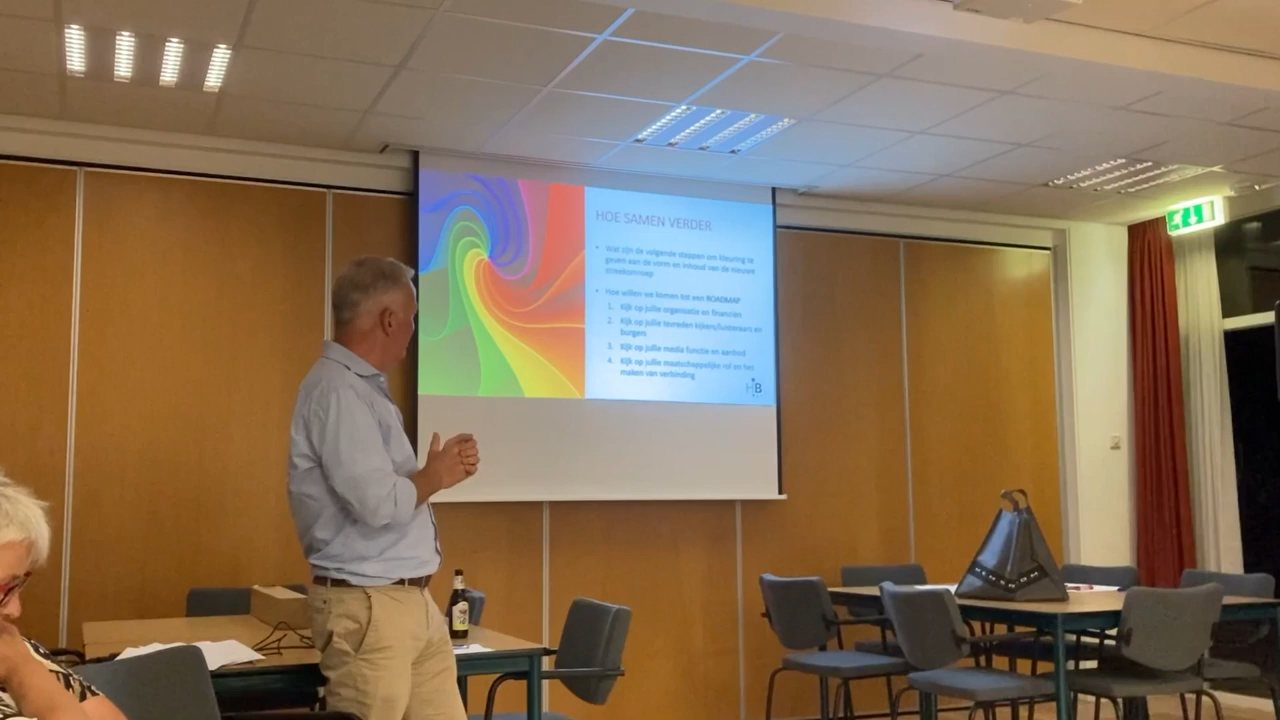 HOE SAMEN VERDER
• Wat zijn de volgende stappen om kleuring te
geven aan de vorm en inhoud van de nieuwe
streekomroep
• Hoe willen we komen tot een ROADMAP
1. Kijk op jullie organisatie en financiën
2. Kijk op jullie tevreden kijkers/luisteraars en
burgers
3. Kijk op jullie media functie en aanbod
4. Kijk op jullie maatschappelijke rol en het
maken van verbinding
HB